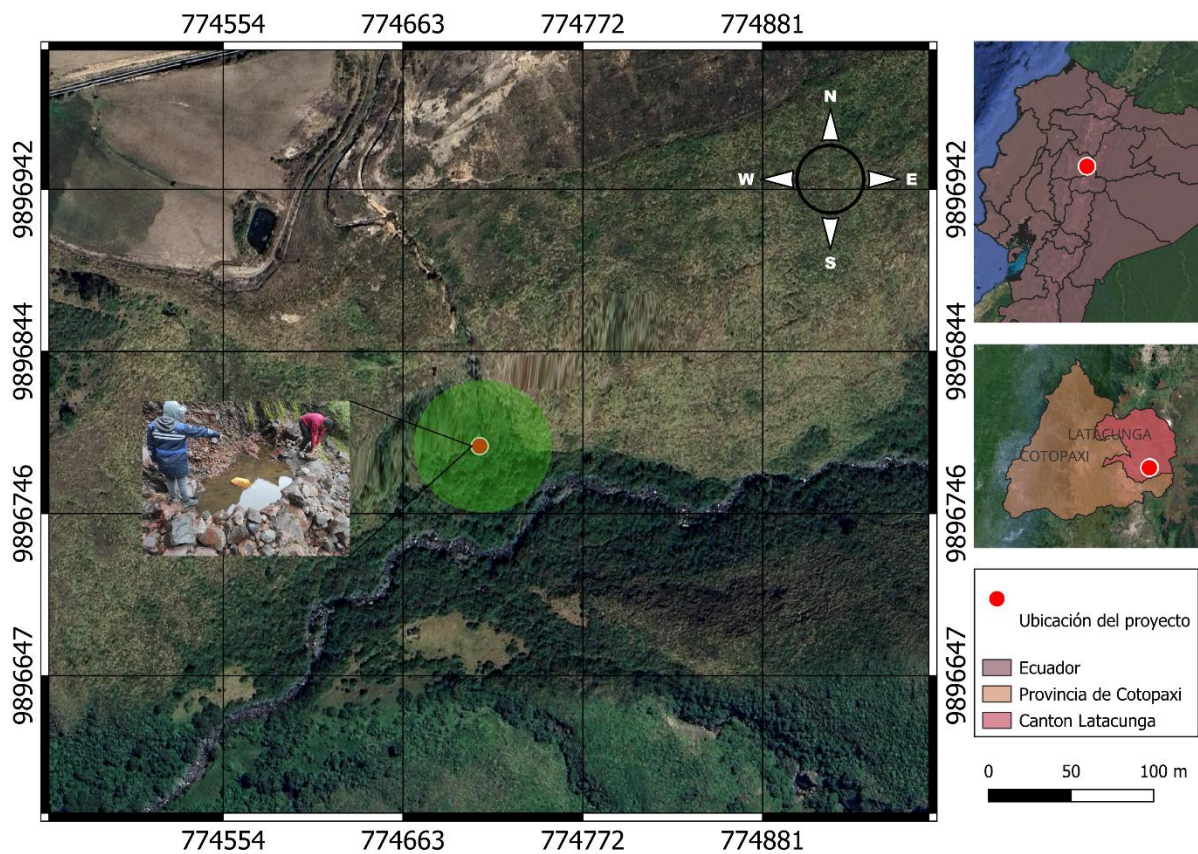 774554 774663 774772 774881
9896942
9896844
9896746
9896647
N
W E
S
9896942
9896844
9896746
9896647
774554 774663 774772 774881
LATACUNGA
COTOPAXI
Ubicación del proyecto
Ecuador
Provincia de Cotopaxi
Canton Latacunga
0 50 100 m